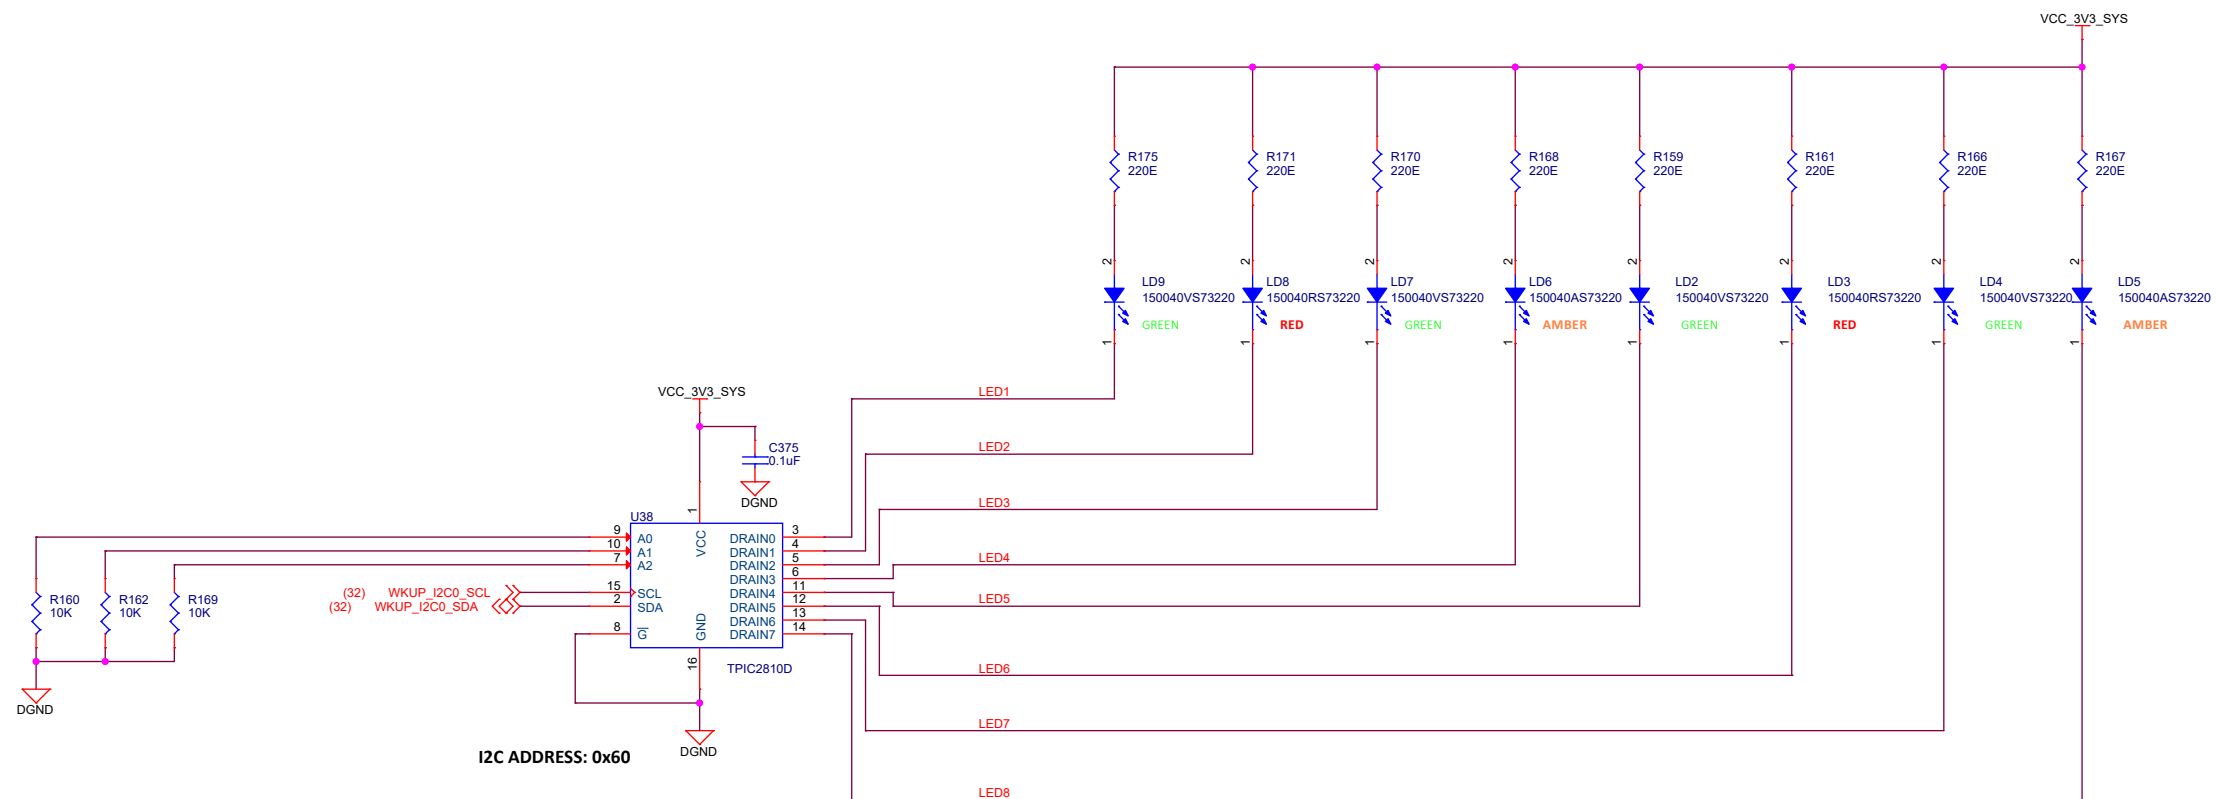 VCC_3V3_SYS
R175
220E
R171
220E
R170
220E
R168
220E
R159
220E
R161
220E
R166
220E
R167
220E
2
2
2
2
2
2
2
2
LD9
150040VS73220
GREEN
LD8
150040RS73220
RED
LD7
150040VS73220
GREEN
LD6
150040AS73220
AMBER
LD2
150040VS73220
GREEN
LD3
150040RS73220
RED
LD4
150040VS73220
GREEN
LD5
150040AS73220
AMBER
1
1
1
1
1
1
1
1
VCC_3V3_SYS
C375
0.1uF
DGND
LED1
LED2
LED3
LED4
LED5
LED6
LED7
LED8
U38
1
VCC
9
A0
10
A1
7
A2
15
SCL
2
SDA
8
G
GND
16
DRAIN0
3
DRAIN1
4
DRAIN2
5
DRAIN3
6
DRAIN4
11
DRAIN5
12
DRAIN6
13
DRAIN7
14
TPIC2810D
(32) WKUP_I2C0_SCL
(32) WKUP_I2C0_SDA
R160
10K
R162
10K
R169
10K
DGND
DGND
I2C ADDRESS: 0x60